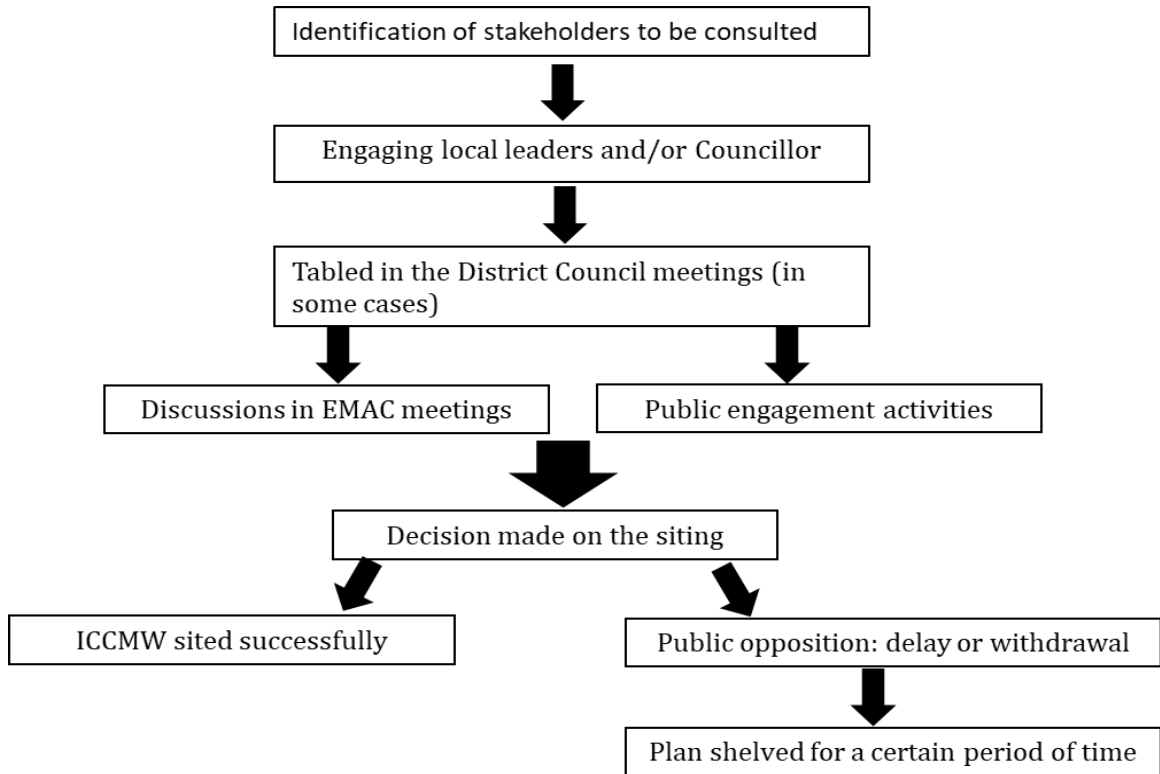 Identification of stakeholders to be consulted
Engaging local leaders and/or Councillor
Tabled in the District Council meetings (in
some cases)
Discussions in EMAC meetings
Public engagement activities
Decision made on the siting
ICCMW sited successfully
Public opposition: delay or withdrawal
Plan shelved for a certain period of time